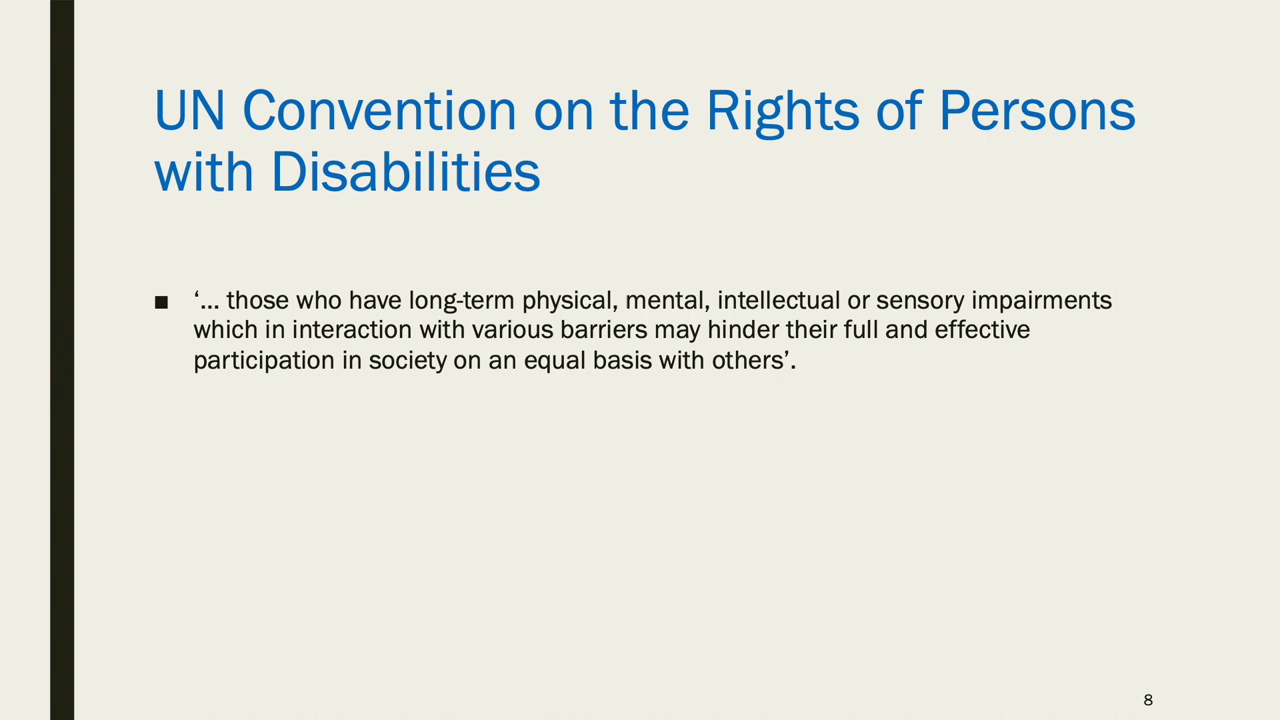 UN Convention on the Rights of Persons
with Disabilities
■ ‘... those who have long-term physical, mental, intellectual or sensory impairments
which in interaction with various barriers may hinder their full and effective
participation in society on an equal basis with others’.
8